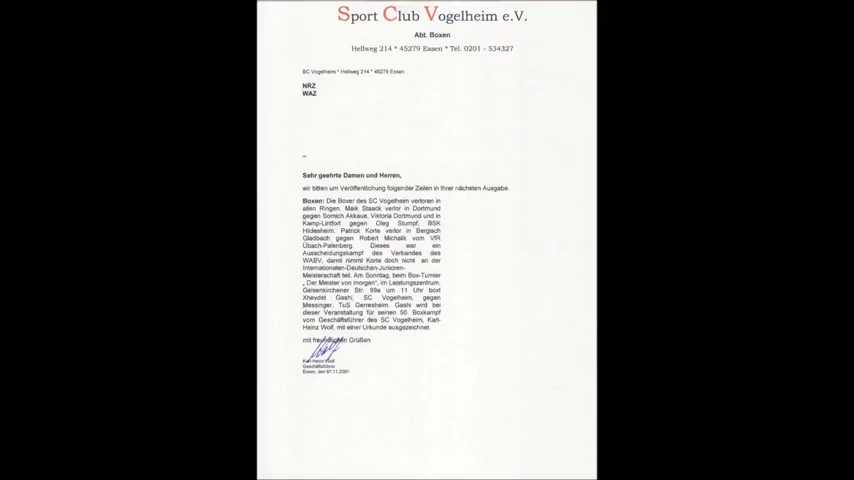 Sport Club Vogelheim e.V.
Abt. Boxen
Hellweg 214 * 45279 Essen * Tel. 0201 - 534327
SC Vogelheim * Hellweg 214 * 45279 Essen
NRZ
WAZ
Sehr geehrte Damen und Herren,
wir bitten um Veröffentlichung folgender Zeilen in Ihrer nächsten Ausgabe.
Boxen: Die Boxer des SC Vogelheim verloren in
allen Ringen. Maik Staack verlor in Dortmund
gegen Somich Akkaue, Viktoria Dortmund und in
Kamp-Lintfort gegen Oleg Stumpf, BSK
Hildesheim. Patrick Korte verlor in Bergisch
Gladbach gegen Robert Michalik vom VfR
Übach-Palenberg. Dieses war ein
Ausscheidungskampf des Verbandes des
WABV, damit nimmt Korte doch nicht an der
Internationalen-Deutschen-Junioren-
Meisterschaft teil. Am Sonntag, beim Box-Turnier
„ Der Meister von morgen", im Leistungszentrum,
Gelsenkirchener Str. 89a um 11 Uhr boxt
Xhevdet Gashi, SC Vogelheim, gegen
Messinger, TuS Gerresheim. Gashi wird bei
dieser Veranstaltung für seinen 50. Boxkampf
vom Geschäftsführer des SC Vogelheim, Karl-
Heinz Wolf, mit einer Urkunde ausgezeichnet.
mit freundlichen Grüßen
Karl-Heinz Wolf
Geschäftsführer
Essen, den 07.11.2001